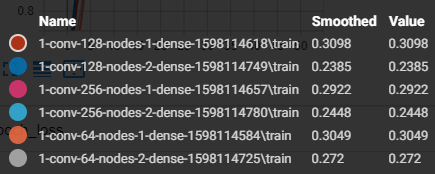 0.8
Name Smoothed Value
1-conv-128-nodes-1-dense-1598114618\train 0.3098 0.3098
1-conv-128-nodes-2-dense-1598114749\train 0.2385 0.2385
1-conv-256-nodes-1-dense-1598114657\train 0.2922 0.2922
1-conv-256-nodes-2-dense-1598114780\train 0.2448 0.2448
1-conv-64-nodes-1-dense-1598114584\train 0.3049 0.3049
1-conv-64-nodes-2-dense-1598114725\train 0.272 0.272